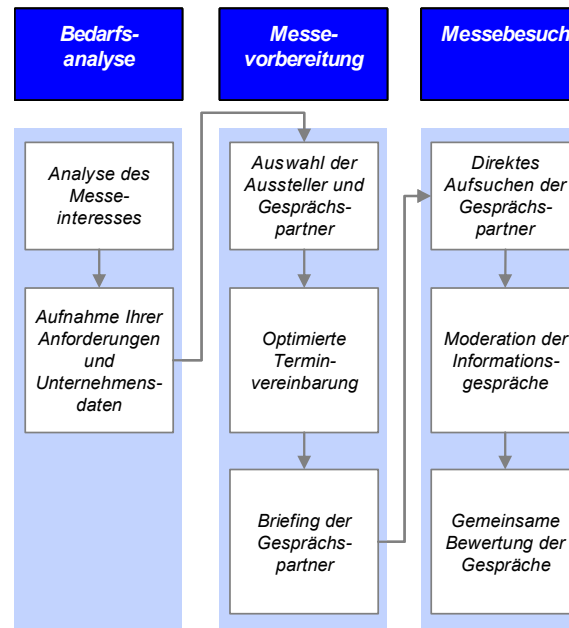 Bedarfs-
analyse
Messe-
vorbereitung
Messebesuch
Analyse des
Messe-
interesses
Aufnahme Ihrer
Anforderungen
und
Unternehmens-
daten
Auswahl der
Aussteller und
Gesprächs-
partner
Optimierte
Termin-
vereinbarung
Briefing der
Gesprächs-
partner
Direktes
Aufsuchen der
Gesprächs-
partner
Moderation der
Informations-
gespräche
Gemeinsame
Bewertung der
Gespräche